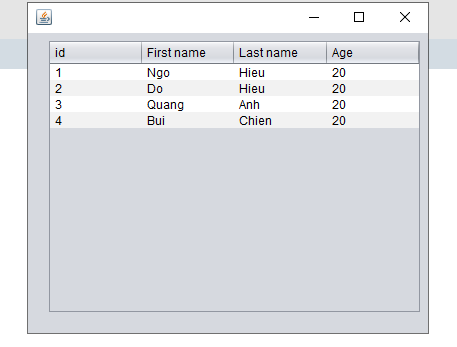 id First name Last name Age
1 Ngo Hieu 20
2 Do Hieu 20
3 Quang Anh 20
4 Bui Chien 20